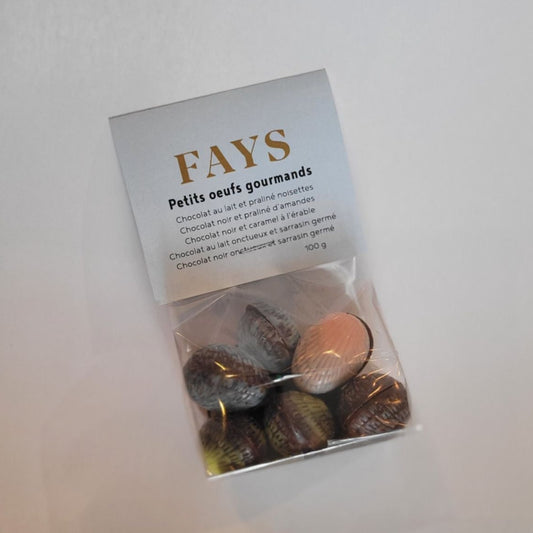 FAYS
Petits oeufs gourmands
Chocolat au lait et praliné noisettes
Chocolat noir et praliné d'amandes
Chocolat noir et caramel à l'érable
Chocolat au lait onctueux et sarrasin germé
Chocolat noir onctueux et sarrasin germé
100 g